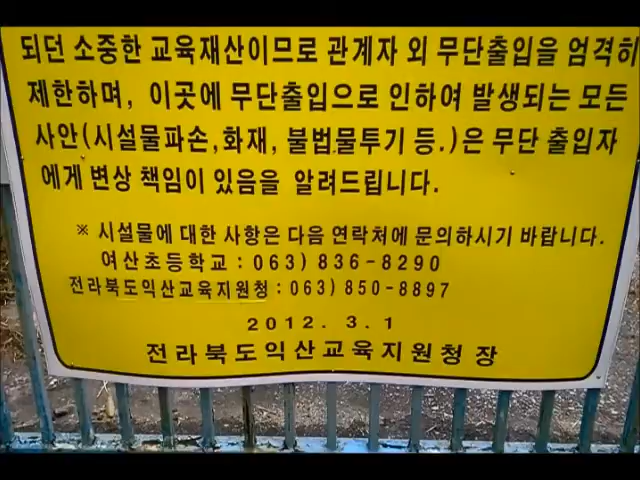 되던 소중한 교육재산이므로 관계자 외 무단출입을 엄격히
제한하며, 이곳에 무단출입으로 인하여 발생되는 모든
사안(시설물파손,화재, 불법물투기 등.)은 무단 출입자
에게 변상 책임이 있음을 알려드립니다.
※ 시설물에 대한 사항은 다음 연락처에 문의하시기 바랍니다.
여산초등학교 : 063) 836-8290
전라북도익산교육지원청 : 063) 850-8897
2012. 3. 1
전라북도익산교육지원청장